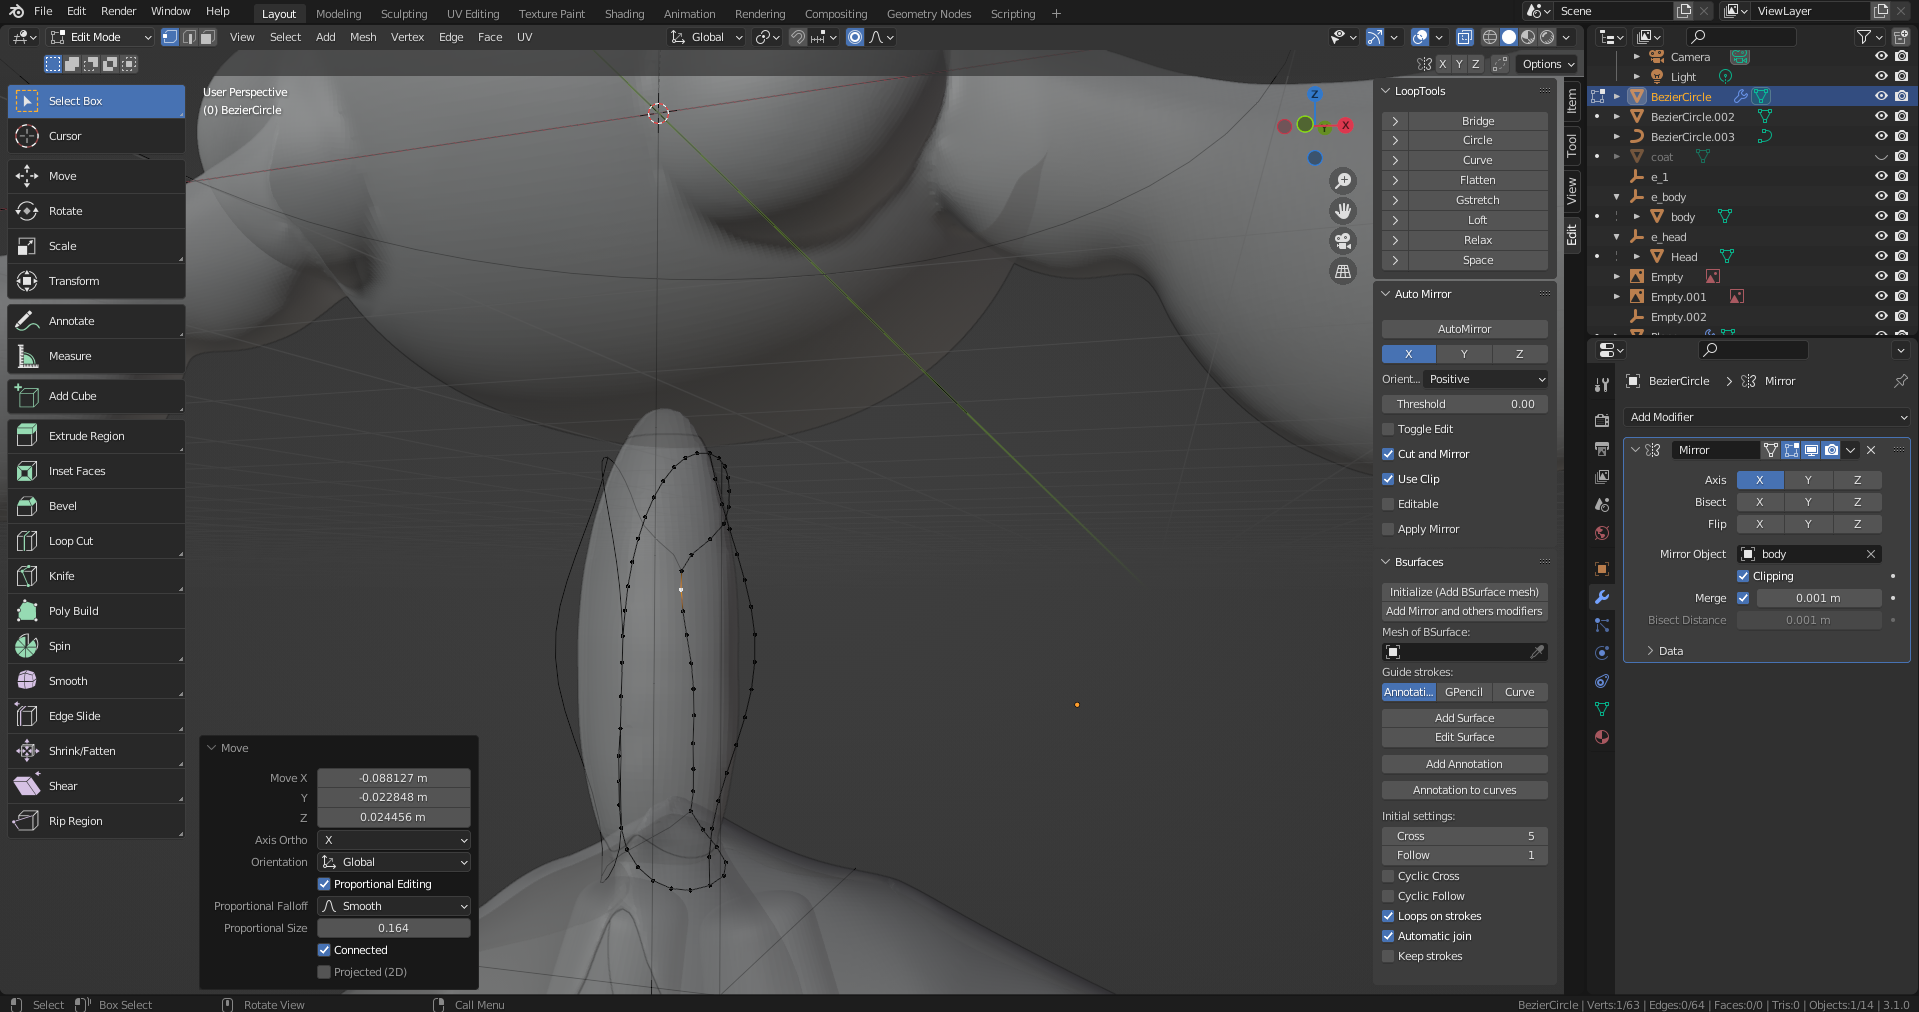 File Edit Render Window Help
Layout Modeling Sculpting UV Editing Texture Paint Shading Animation Rendering Compositing Geometry Nodes Scripting +
Scene
ViewLayer
Edit Mode
View Select Add Mesh Vertex Edge Face UV
Global
X Y Z
Options
Select Box
Cursor
Move
Rotate
Scale
Transform
Annotate
Measure
Add Cube
Extrude Region
Inset Faces
Bevel
Loop Cut
Knife
Poly Build
Spin
Smooth
Edge Slide
Shrink/Fatten
Shear
Rip Region
User Perspective
(0) BezierCircle
Z
X
Y
Move
Move X -0.088127 m
Y -0.022848 m
Z 0.024456 m
Axis Ortho X
Orientation Global
Proportional Editing
Proportional Falloff Smooth
Proportional Size 0.164
Connected
Projected (2D)
LoopTools
Bridge
Circle
Curve
Flatten
Gstretch
Loft
Relax
Space
Auto Mirror
AutoMirror
X Y Z
Orient... Positive
Threshold 0.00
Toggle Edit
Cut and Mirror
Use Clip
Editable
Apply Mirror
Bsurfaces
Initialize (Add BSurface mesh)
Add Mirror and others modifiers
Mesh of BSurface:
Guide strokes:
Annotati... GPencil Curve
Add Surface
Edit Surface
Add Annotation
Annotation to curves
Initial settings:
Cross 5
Follow 1
Cyclic Cross
Cyclic Follow
Loops on strokes
Automatic join
Keep strokes
Item
Tool
View
Edit
Camera
Light
BezierCircle
BezierCircle.002
BezierCircle.003
coat
e_1
e_body
body
e_head
Head
Empty
Empty.001
Empty.002
BezierCircle > Mirror
Add Modifier
Mirror
Axis X Y Z
Bisect X Y Z
Flip X Y Z
Mirror Object body
Clipping
Merge 0.001 m
Bisect Distance 0.001 m
Data
Select
Box Select
Rotate View
Call Menu
BezierCircle | Verts:1/63 | Edges:0/64 | Faces:0/0 | Tris:0 | Objects:1/14 | 3.1.0